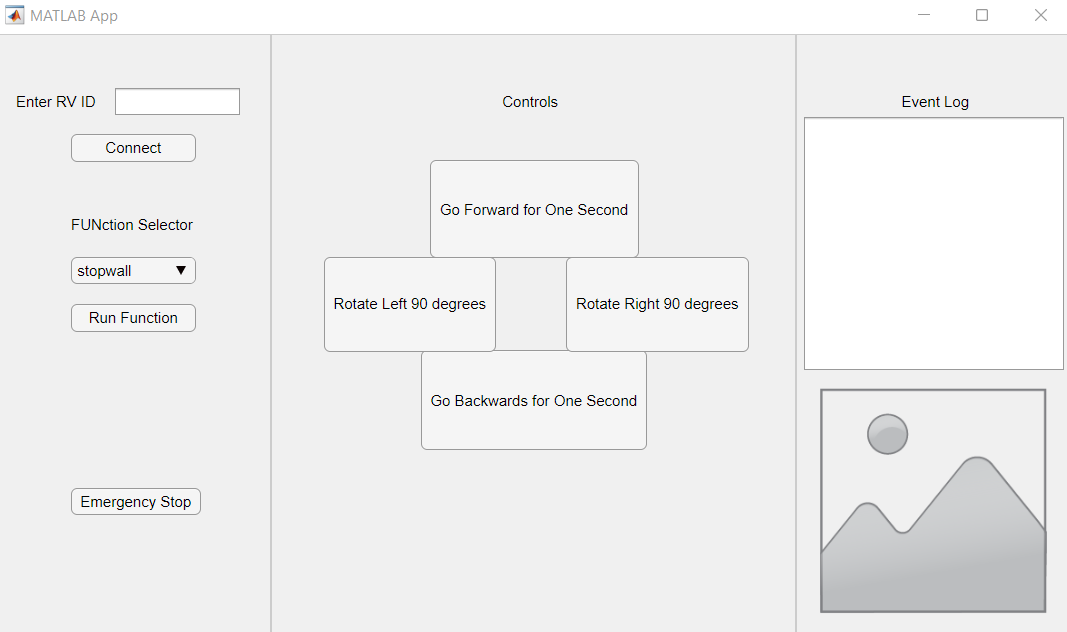 MATLAB App
Enter RV ID
Connect
FUNction Selector
stopwall
Run Function
Emergency Stop
Controls
Go Forward for One Second
Rotate Left 90 degrees
Rotate Right 90 degrees
Go Backwards for One Second
Event Log